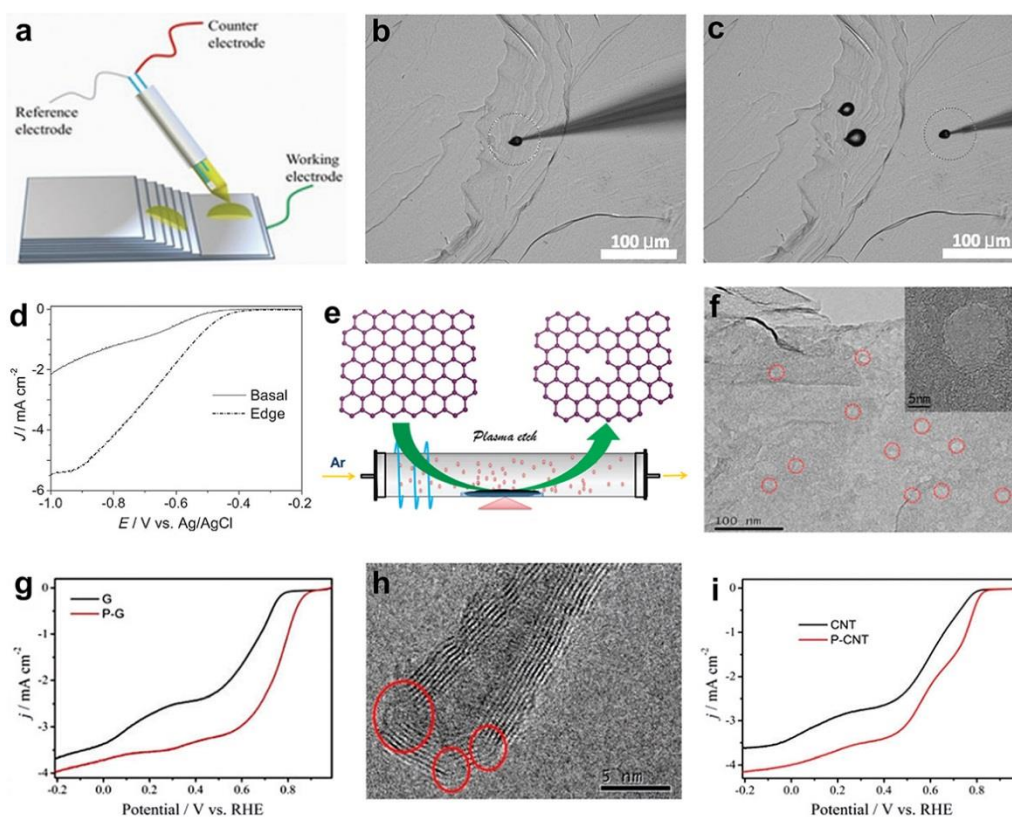 a
Counter
electrode
Reference
electrode
Working
electrode
b
100 µm
c
100 µm
d
J / mA cm-2
0
-2
-4
-6
Basal
Edge
-1.0 -0.8 -0.6 -0.4 -0.2
E / V vs. Ag/AgCl
e
Plasma etch
Ar
f
5nm
100 nm
g
j / mA cm-2
0
-1
-2
-3
-4
G
P-G
-0.2 0.0 0.2 0.4 0.6 0.8
Potential / V vs. RHE
h
5 nm
i
j / mA cm-2
0
-1
-2
-3
-4
CNT
P-CNT
-0.2 0.0 0.2 0.4 0.6 0.8
Potential / V vs. RHE